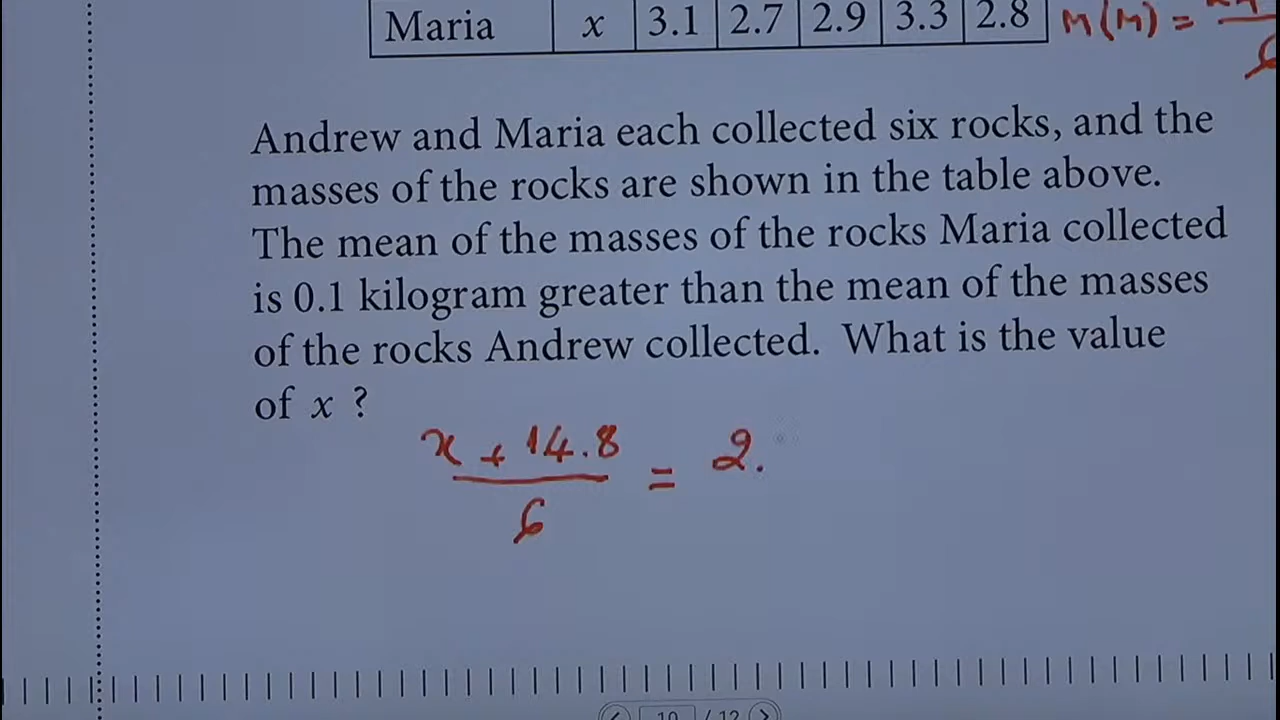 Maria x 3.1 2.7 2.9 3.3 2.8 M(M) =
6
Andrew and Maria each collected six rocks, and the
masses of the rocks are shown in the table above.
The mean of the masses of the rocks Maria collected
is 0.1 kilogram greater than the mean of the masses
of the rocks Andrew collected. What is the value
of x ?
x + 14.8 = 2.
6
10 / 12